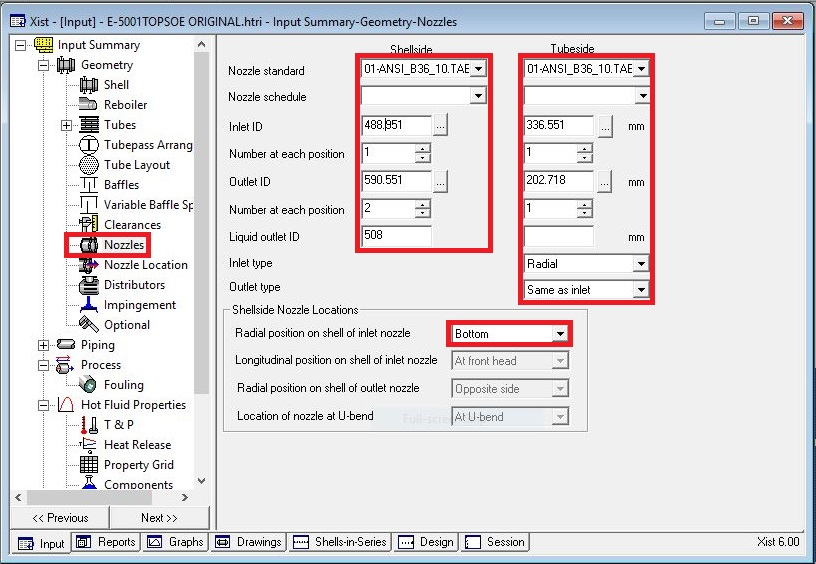 Xist - [Input] - E-5001TOPSOE ORIGINAL.htri - Input Summary-Geometry-Nozzles
Input Summary
Geometry
Shell
Reboiler
Tubes
Tubepass Arrang
Tube Layout
Baffles
Variable Baffle Sp
Clearances
Nozzles
Nozzle Location
Distributors
Impingement
Optional
Piping
Process
Fouling
Hot Fluid Properties
T & P
Heat Release
Property Grid
Components
<< Previous
Next >>
Shellside Tubeside
Nozzle standard 01-ANSI_B36_10.TAE 01-ANSI_B36_10.TAE
Nozzle schedule
Inlet ID 488.951 ... 336.551 ... mm
Number at each position 1 1
Outlet ID 590.551 ... 202.718 ... mm
Number at each position 2 1
Liquid outlet ID 508 mm
Inlet type Radial
Outlet type Same as inlet
Shellside Nozzle Locations
Radial position on shell of inlet nozzle Bottom
Longitudinal position on shell of inlet nozzle At front head
Radial position on shell of outlet nozzle Opposite side
Location of nozzle at U-bend At U-bend
Input Reports Graphs Drawings Shells-in-Series Design Session Xist 6.00